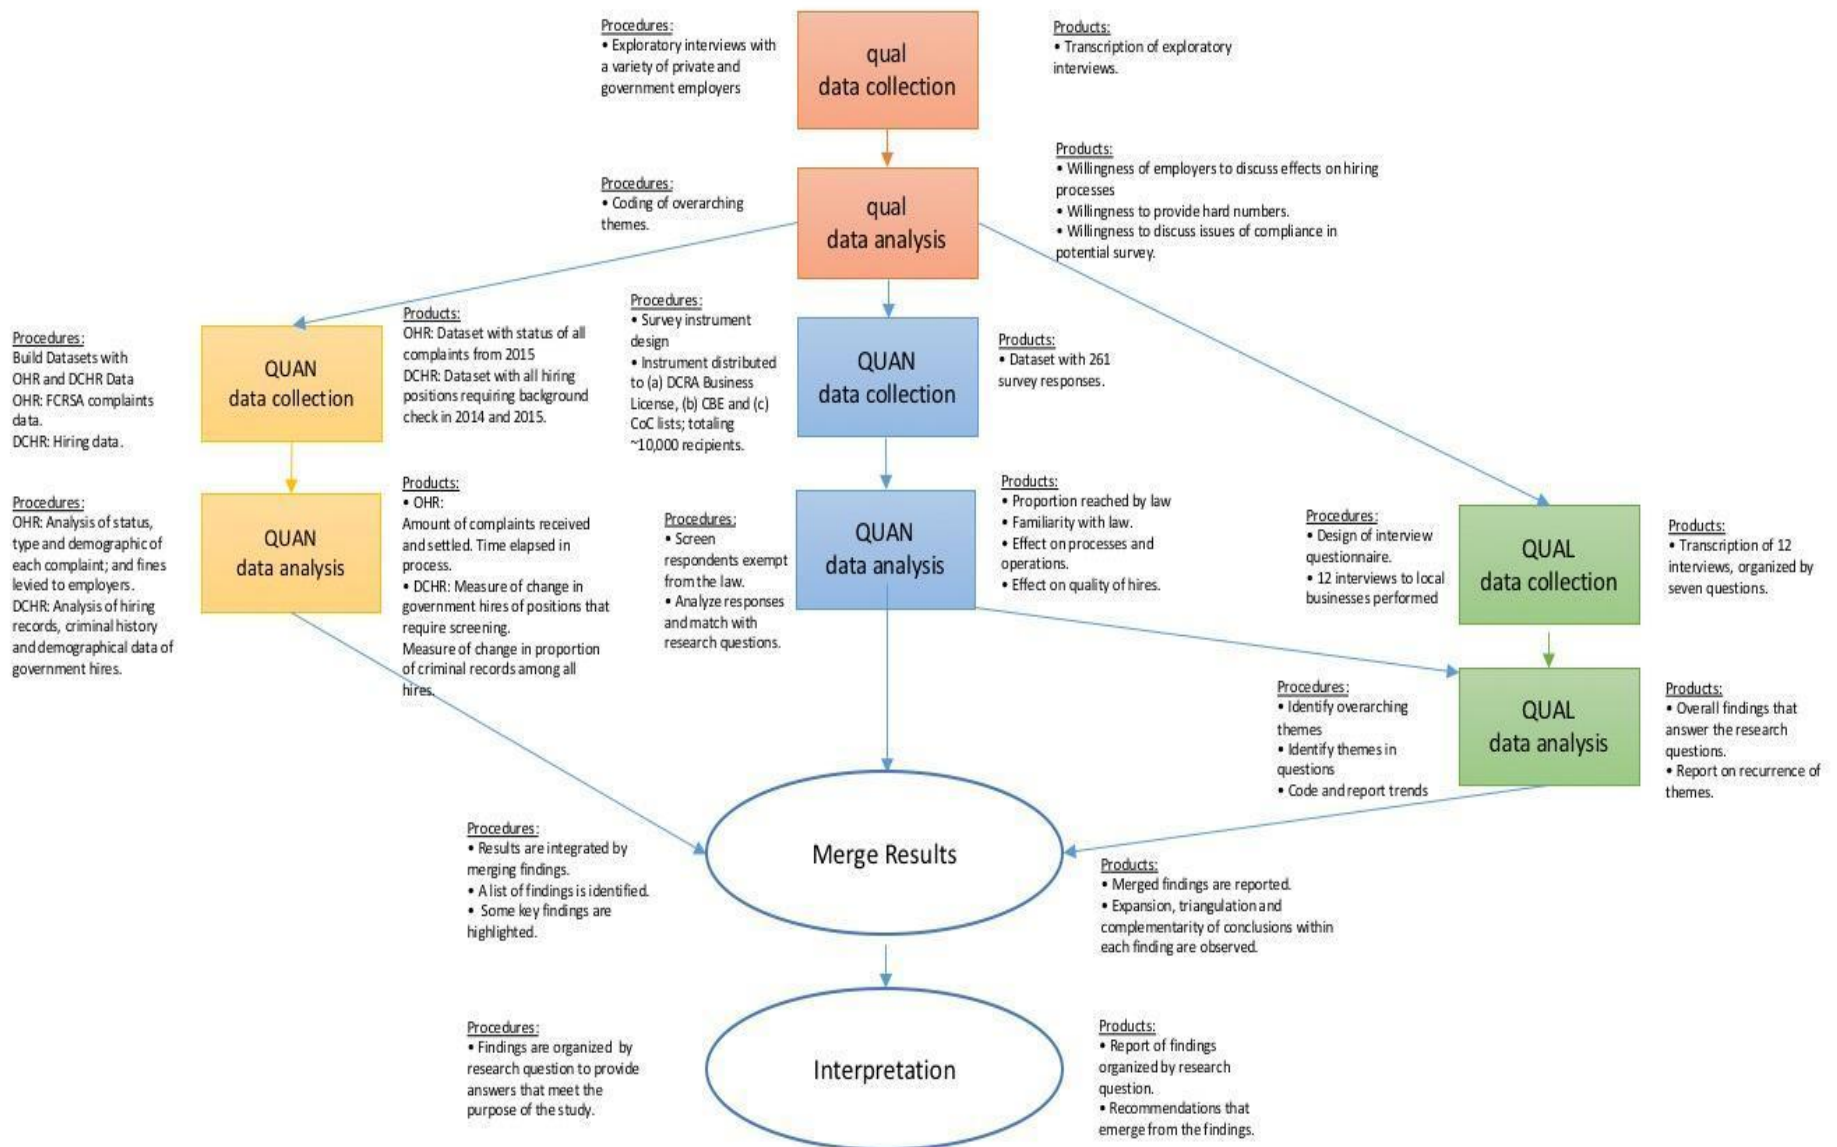 Procedures:
• Exploratory interviews with
a variety of private and
government employers
qual
data collection
Products:
• Transcription of exploratory
interviews.
Procedures:
• Coding of overarching
themes.
qual
data analysis
Products:
• Willingness of employers to discuss effects on hiring
processes
• Willingness to provide hard numbers.
• Willingness to discuss issues of compliance in
potential survey.
Procedures:
Build Datasets with
OHR and DCHR Data
OHR: FCRSA complaints
data.
DCHR: Hiring data.
QUAN
data collection
Products:
OHR: Dataset with status of all
complaints from 2015
DCHR: Dataset with all hiring
positions requiring background
check in 2014 and 2015.
Procedures:
• Survey instrument
design
• Instrument distributed
to (a) DCRA Business
License, (b) CBE and (c)
CoC lists; totaling
~10,000 recipients.
QUAN
data collection
Products:
• Dataset with 261
survey responses.
Procedures:
OHR: Analysis of status,
type and demographic of
each complaint; and fines
levied to employers.
DCHR: Analysis of hiring
records, criminal history
and demographical data of
government hires.
QUAN
data analysis
Products:
• OHR:
Amount of complaints received
and settled. Time elapsed in
process.
• DCHR: Measure of change in
government hires of positions that
require screening.
Measure of change in proportion
of criminal records among all
hires.
Procedures:
• Screen
respondents exempt
from the law.
• Analyze responses
and match with
research questions.
QUAN
data analysis
Products:
• Proportion reached by law
• Familiarity with law.
• Effect on processes and
operations.
• Effect on quality of hires.
Procedures:
• Design of interview
questionnaire.
• 12 interviews to local
businesses performed
QUAL
data collection
Products:
• Transcription of 12
interviews, organized by
seven questions.
Procedures:
• Identify overarching
themes
• Identify themes in
questions
• Code and report trends
QUAL
data analysis
Products:
• Overall findings that
answer the research
questions.
• Report on recurrence of
themes.
Procedures:
• Results are integrated by
merging findings.
• A list of findings is identified.
• Some key findings are
highlighted.
Merge Results
Products:
• Merged findings are reported.
• Expansion, triangulation and
complementarity of conclusions within
each finding are observed.
Procedures:
• Findings are organized by
research question to provide
answers that meet the
purpose of the study.
Interpretation
Products:
• Report of findings
organized by research
question.
• Recommendations that
emerge from the findings.